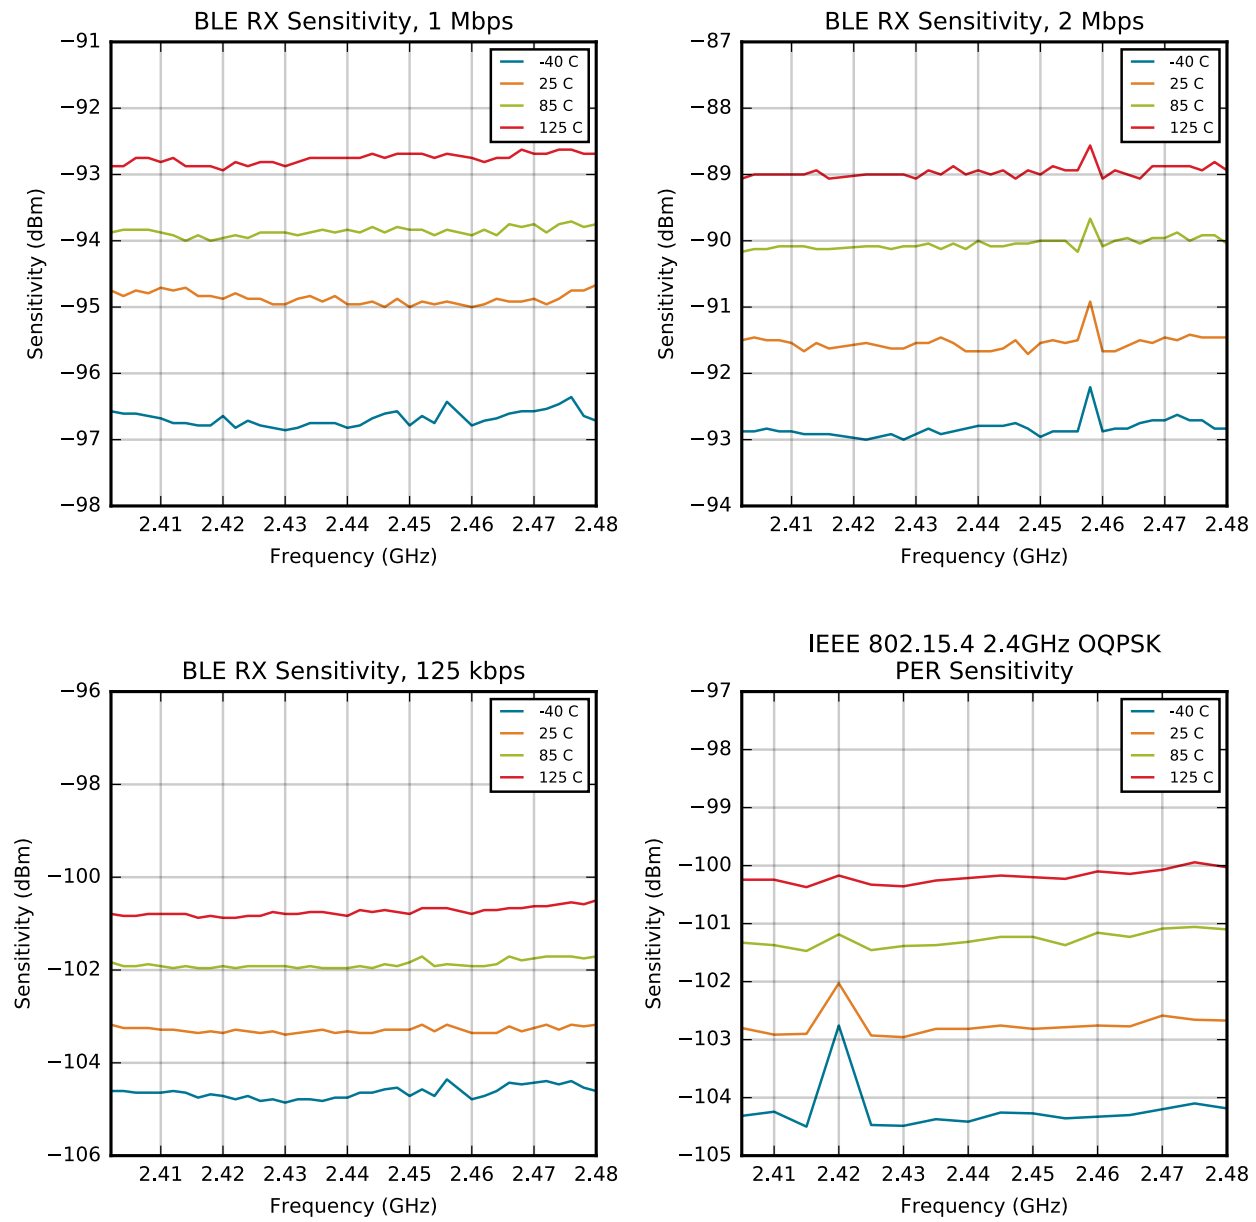 BLE RX Sensitivity, 1 Mbps
−91
−92
−93
−94
−95
−96
−97
−98
Sensitivity (dBm)
-40 C
25 C
85 C
125 C
2.41 2.42 2.43 2.44 2.45 2.46 2.47 2.48
Frequency (GHz)
BLE RX Sensitivity, 2 Mbps
−87
−88
−89
−90
−91
−92
−93
−94
Sensitivity (dBm)
-40 C
25 C
85 C
125 C
2.41 2.42 2.43 2.44 2.45 2.46 2.47 2.48
Frequency (GHz)
BLE RX Sensitivity, 125 kbps
−96
−98
−100
−102
−104
−106
Sensitivity (dBm)
-40 C
25 C
85 C
125 C
2.41 2.42 2.43 2.44 2.45 2.46 2.47 2.48
Frequency (GHz)
IEEE 802.15.4 2.4GHz OQPSK
PER Sensitivity
−97
−98
−99
−100
−101
−102
−103
−104
−105
Sensitivity (dBm)
-40 C
25 C
85 C
125 C
2.41 2.42 2.43 2.44 2.45 2.46 2.47 2.48
Frequency (GHz)